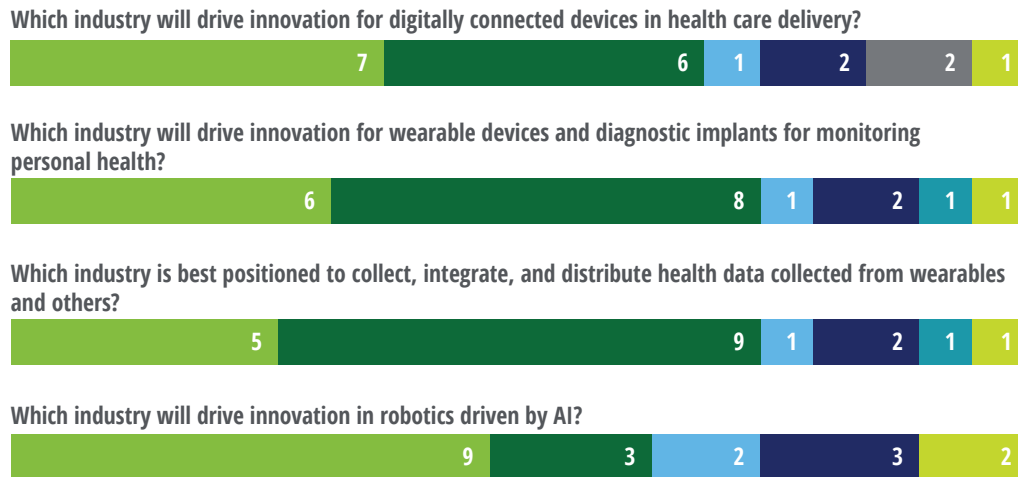 Which industry will drive innovation for digitally connected devices in health care delivery?
7 6 1 2 2 1
Which industry will drive innovation for wearable devices and diagnostic implants for monitoring
personal health?
6 8 1 2 1 1
Which industry is best positioned to collect, integrate, and distribute health data collected from wearables
and others?
5 9 1 2 1 1
Which industry will drive innovation in robotics driven by AI?
9 3 2 3 2